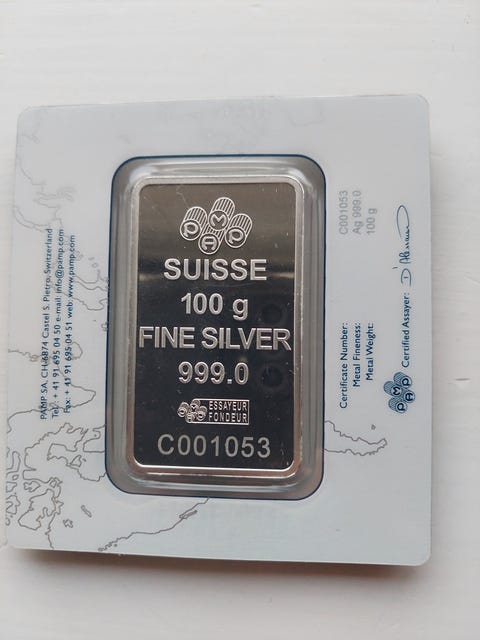 PAMP
SUISSE
100 g
FINE SILVER
999.0
PAMP ESSAYEUR
FONDEUR
C001053
PAMP SA, CH-6874 Castel S. Pietro, Switzerland
Tel.: + 41 91 695 04 50 e-mail: info@pamp.com
Fax: + 41 91 695 04 51 web: www.pamp.com
Certificate Number: C001053
Metal Fineness: Ag 999.0
Metal Weight: 100 g
PAMP Certified Assayer: